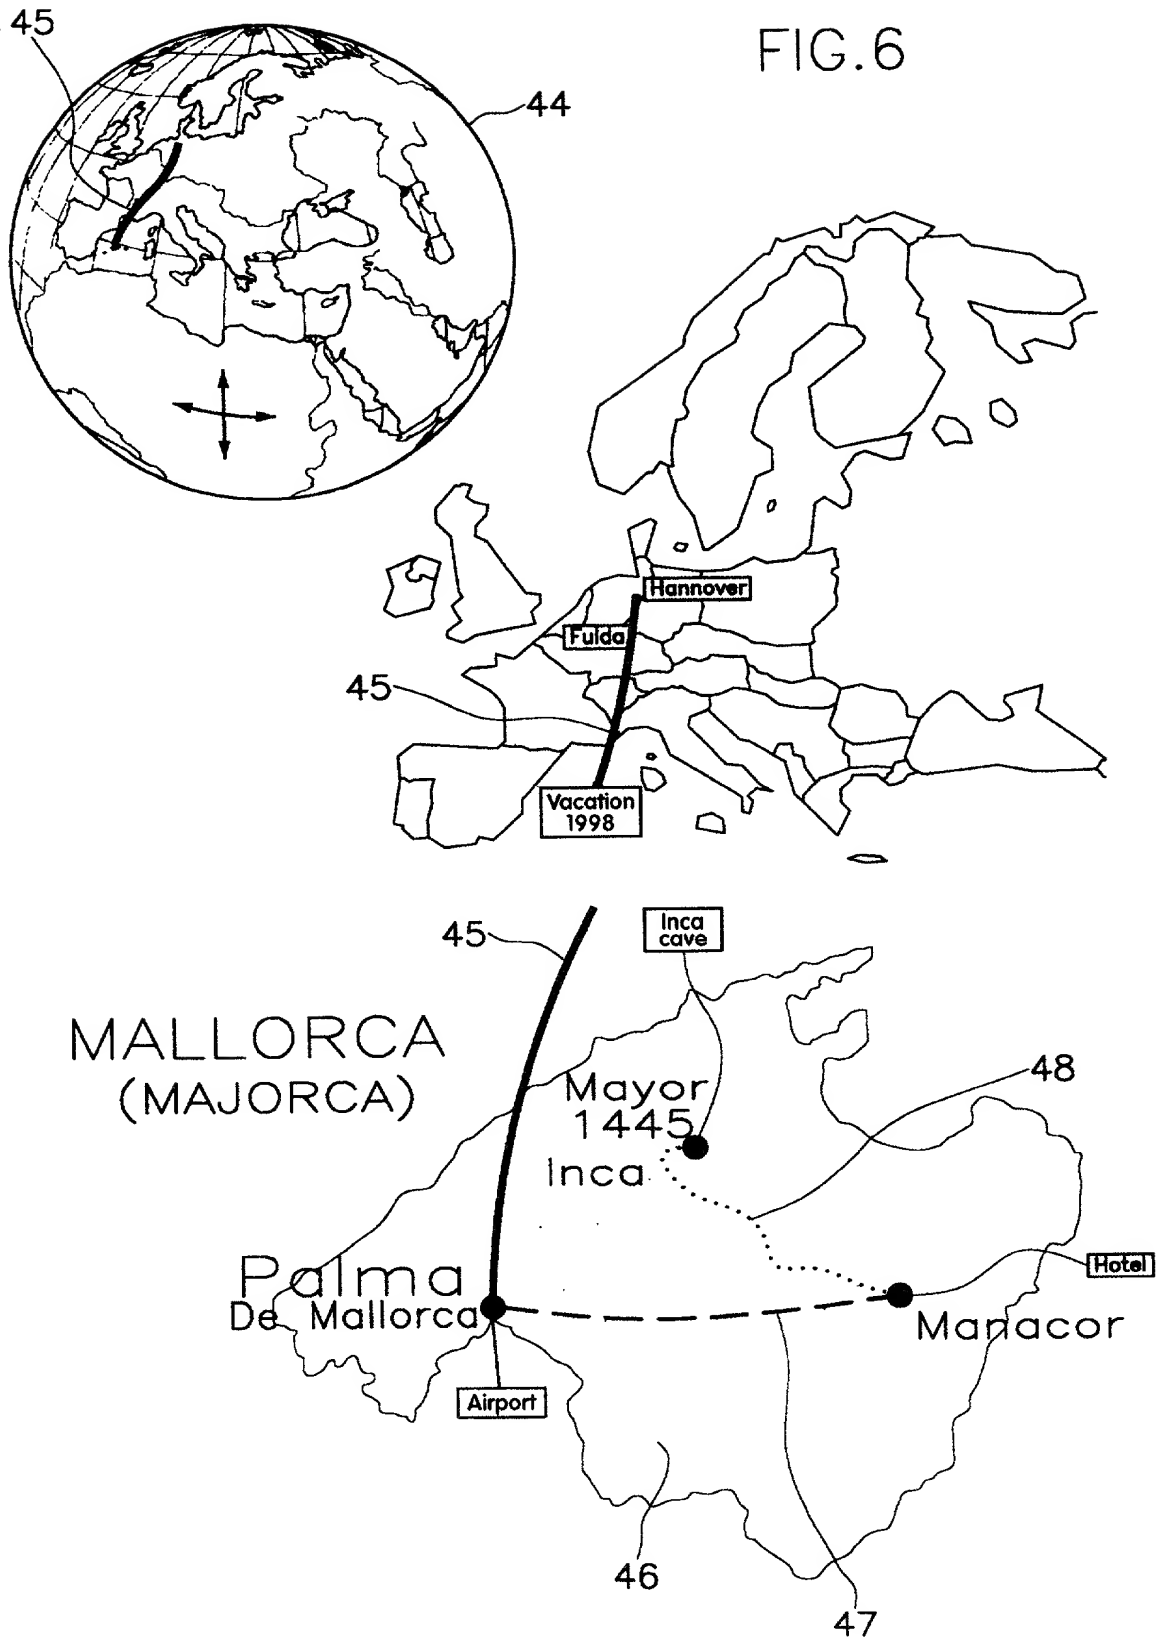 45
FIG.6
44
Hannover
Fulda
45
Vacation
1998
45
Inca
cave
MALLORCA
(MAJORCA)
48
Mayor
1445
Inca
Hotel
Palma
De Mallorca
Manacor
Airport
46
47